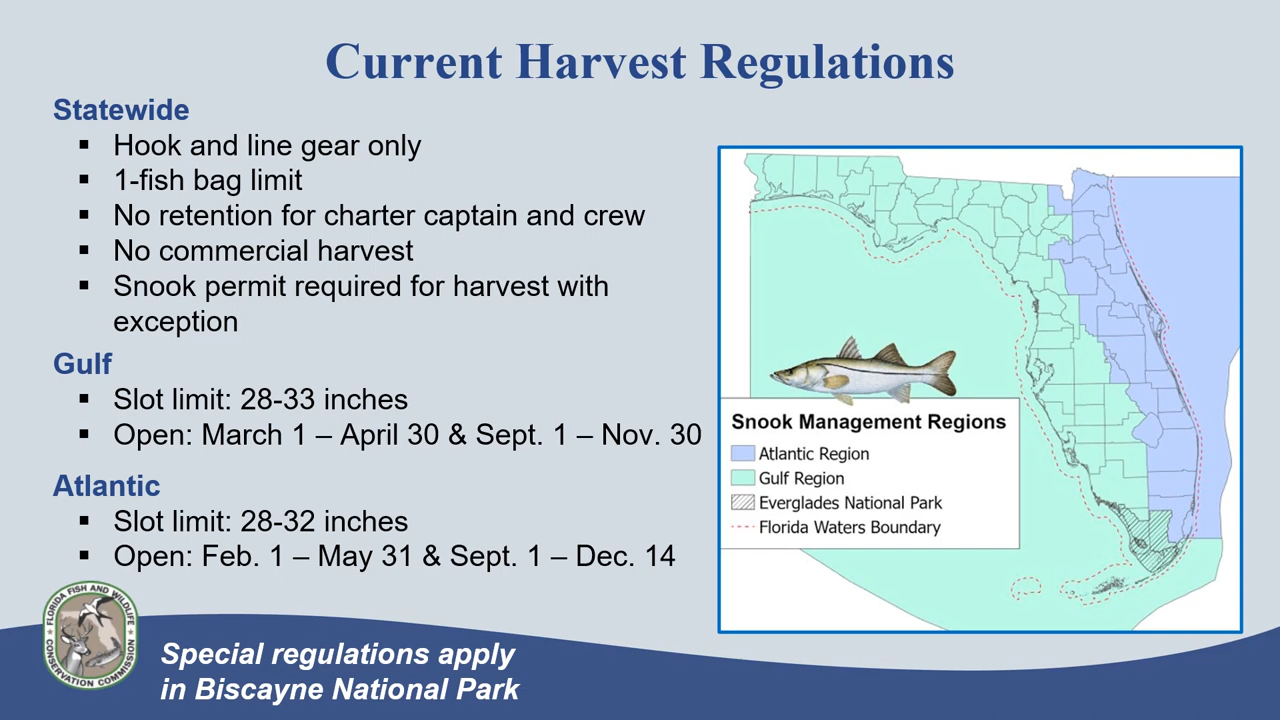 Current Harvest Regulations
Statewide
▪ Hook and line gear only
▪ 1-fish bag limit
▪ No retention for charter captain and crew
▪ No commercial harvest
▪ Snook permit required for harvest with
exception
Gulf
▪ Slot limit: 28-33 inches
▪ Open: March 1 – April 30 & Sept. 1 – Nov. 30
Atlantic
▪ Slot limit: 28-32 inches
▪ Open: Feb. 1 – May 31 & Sept. 1 – Dec. 14
Snook Management Regions
Atlantic Region
Gulf Region
Everglades National Park
Florida Waters Boundary
FLORIDA FISH AND WILDLIFE
CONSERVATION COMMISSION
Special regulations apply
in Biscayne National Park